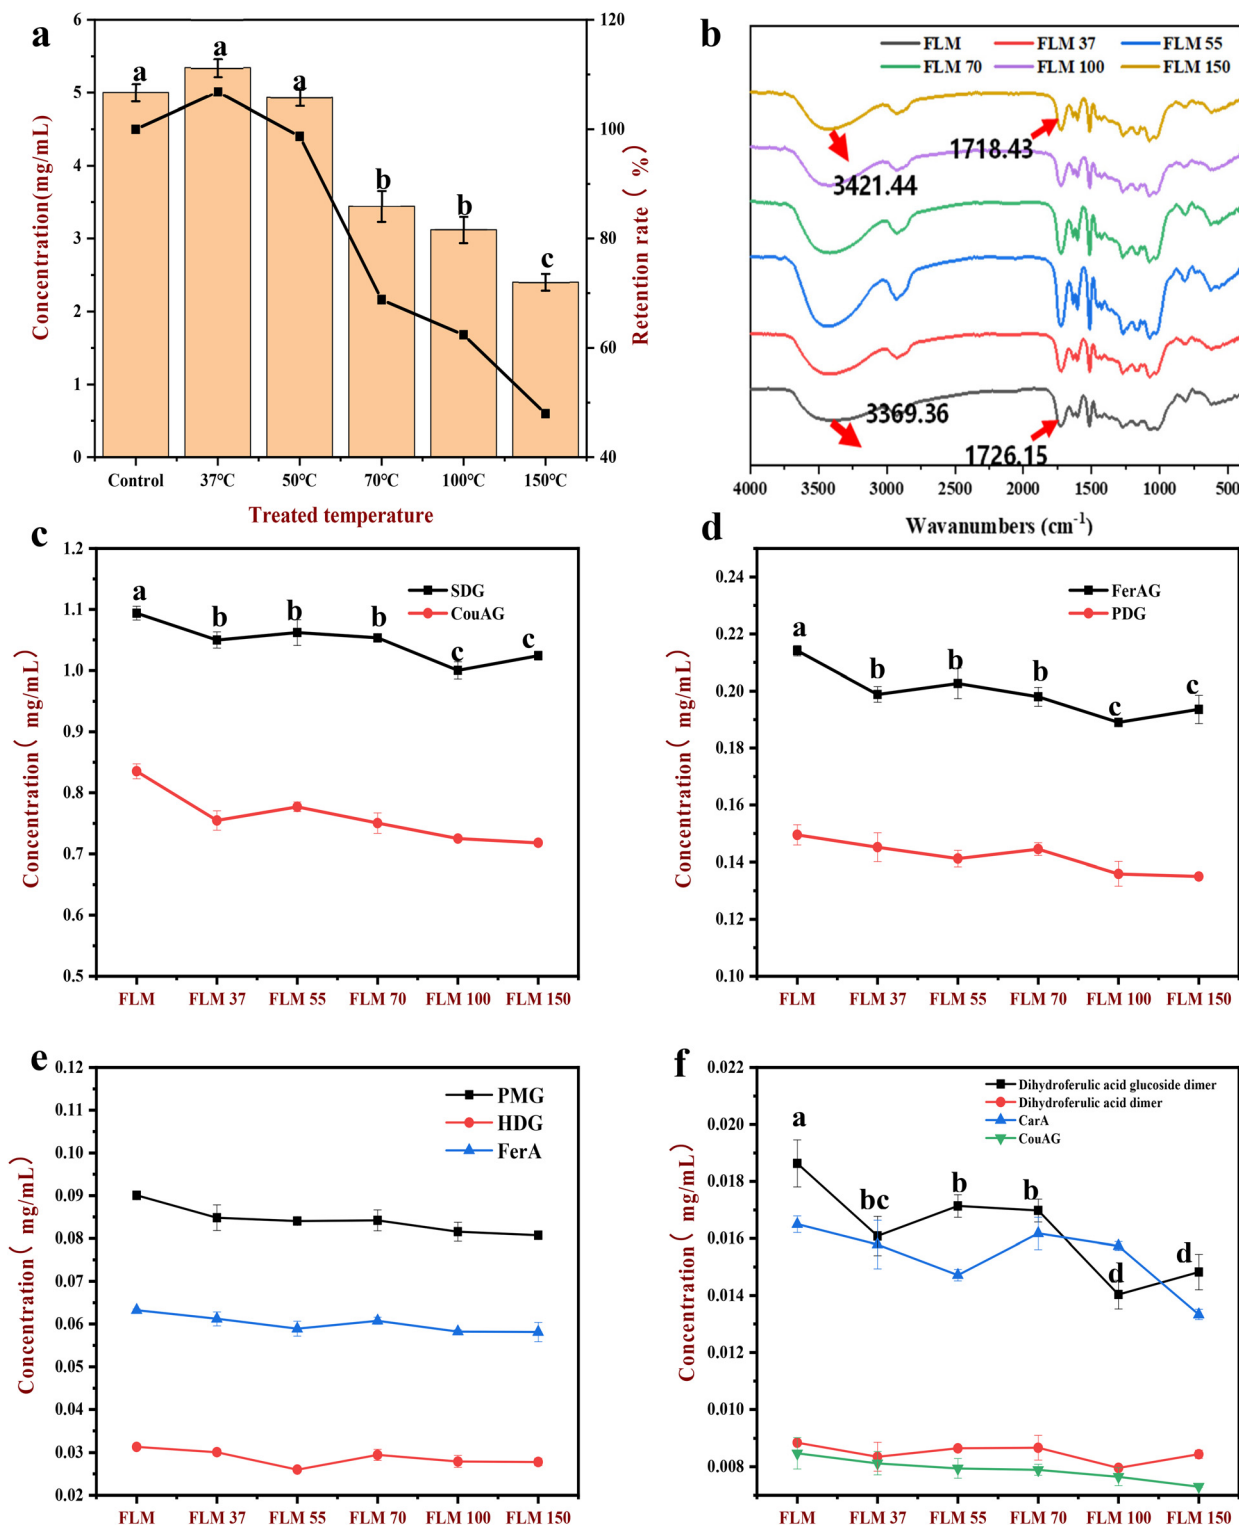 a
Concentration(mg/mL)
Retention rate ( %)
6
5
4
3
2
1
0
120
100
80
60
40
a
a
a
b
b
c
Control
37ºC
50ºC
70ºC
100ºC
150ºC
Treated temperature
b
FLM
FLM 37
FLM 55
FLM 70
FLM 100
FLM 150
1718.43
3421.44
3369.36
1726.15
4000
3500
3000
2500
2000
1500
1000
500
Wavanumbers (cm-1)
c
Concentration( mg/mL)
1.2
1.1
1.0
0.9
0.8
0.7
0.6
0.5
SDG
CouAG
a
b
b
b
c
c
FLM
FLM 37
FLM 55
FLM 70
FLM 100
FLM 150
d
Concentration( mg/mL)
0.24
0.22
0.20
0.18
0.16
0.14
0.12
0.10
FerAG
PDG
a
b
b
b
c
c
FLM
FLM 37
FLM 55
FLM 70
FLM 100
FLM 150
e
Concentration( mg/mL)
0.12
0.11
0.10
0.09
0.08
0.07
0.06
0.05
0.04
0.03
0.02
PMG
HDG
FerA
FLM
FLM 37
FLM 55
FLM 70
FLM 100
FLM 150
f
Concentration( mg/mL)
0.022
0.020
0.018
0.016
0.014
0.012
0.010
0.008
Dihydroferulic acid glucoside dimer
Dihydroferulic acid dimer
CarA
CouAG
a
bc
b
b
d
d
FLM
FLM 37
FLM 55
FLM 70
FLM 100
FLM 150